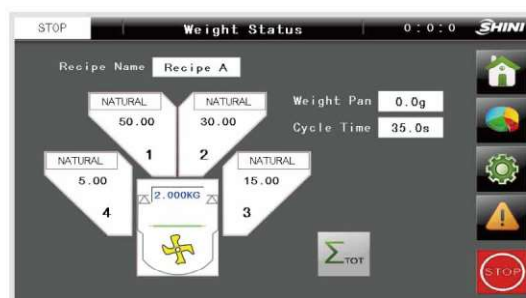 STOP Weight Status 0:0:0 SHINI
Recipe Name Recipe A
NATURAL NATURAL Weight Pan 0.0g
50.00 30.00
1 2 Cycle Time 35.0s
NATURAL NATURAL
5.00 2.000KG 15.00
4 3
ΣTOT
STOP